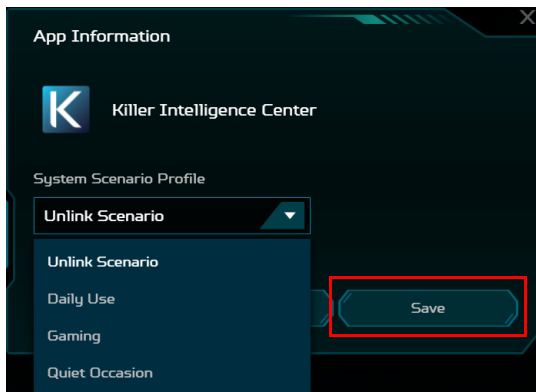 App Information
X
K
Killer Intelligence Center
System Scenario Profile
Unlink Scenario
Unlink Scenario
Daily Use
Save
Gaming
Quiet Occasion